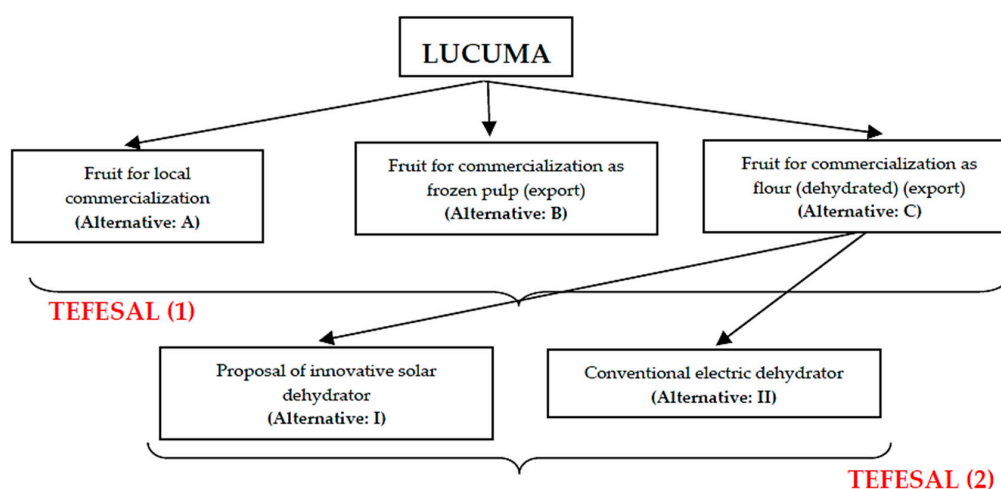 LUCUMA
Fruit for local
commercialization
(Alternative: A)
Fruit for commercialization as
frozen pulp (export)
(Alternative: B)
Fruit for commercialization as
flour (dehydrated) (export)
(Alternative: C)
TEFESAL (1)
Proposal of innovative solar
dehydrator
(Alternative: I)
Conventional electric dehydrator
(Alternative: II)
TEFESAL (2)